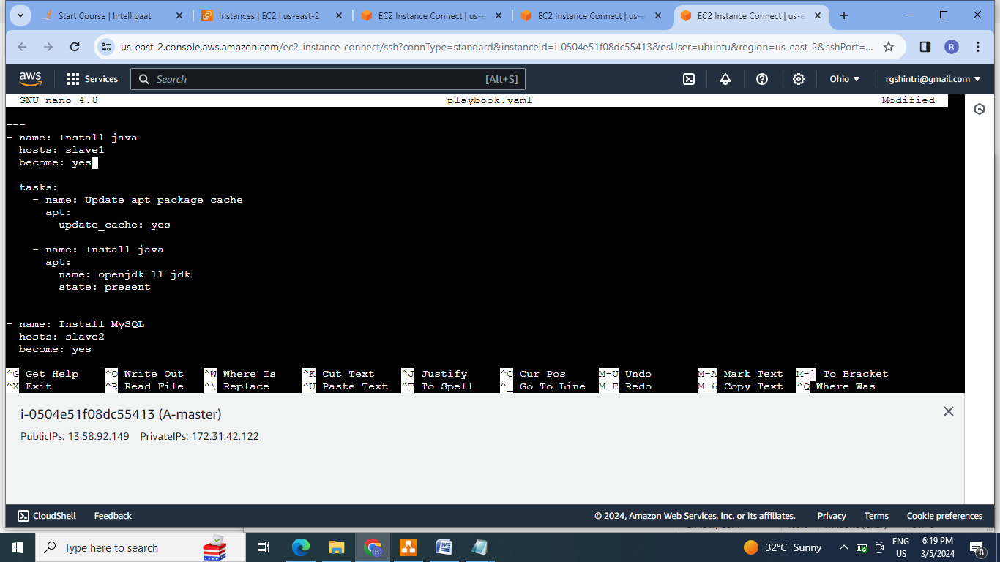 Start Course | Intellipaat
Instances | EC2 | us-east-2
EC2 Instance Connect | us-e
EC2 Instance Connect | us-e
EC2 Instance Connect | us-e
us-east-2.console.aws.amazon.com/ec2-instance-connect/ssh?connType=standard&instanceId=i-0504e51f08dc55413&osUser=ubuntu&region=us-east-2&sshPort=...
R
aws
Services
Search
[Alt+S]
Ohio
rgshintri@gmail.com
GNU nano 4.8 playbook.yaml Modified
---
- name: Install java
  hosts: slave1
  become: yes
  tasks:
    - name: Update apt package cache
      apt:
        update_cache: yes
    - name: Install java
      apt:
        name: openjdk-11-jdk
        state: present
- name: Install MySQL
  hosts: slave2
  become: yes
^G Get Help ^O Write Out ^W Where Is ^K Cut Text ^J Justify ^C Cur Pos M-U Undo M-A Mark Text M-] To Bracket
^X Exit ^R Read File ^\ Replace ^U Paste Text ^T To Spell ^_ Go To Line M-E Redo M-6 Copy Text ^Q Where Was
i-0504e51f08dc55413 (A-master)
PublicIPs: 13.58.92.149 PrivateIPs: 172.31.42.122
CloudShell Feedback © 2024, Amazon Web Services, Inc. or its affiliates. Privacy Terms Cookie preferences
Type here to search
R
W
32°C Sunny
ENG
US
6:19 PM
3/5/2024
8